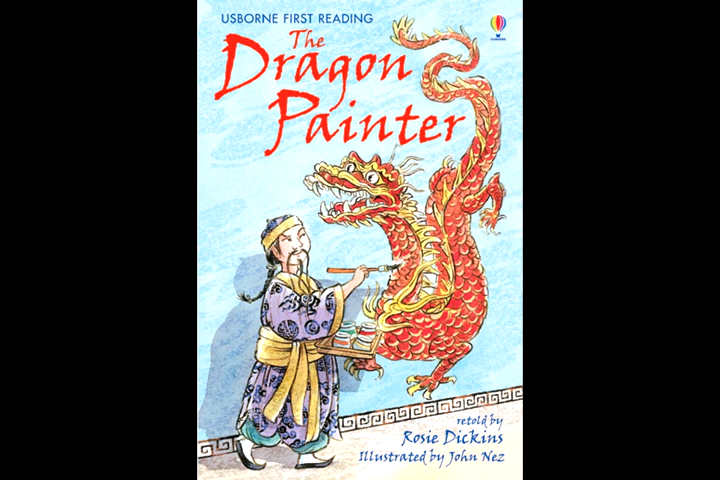 USBORNE FIRST READING
The
Dragon
Painter
retold by
Rosie Dickins
Illustrated by John Nez